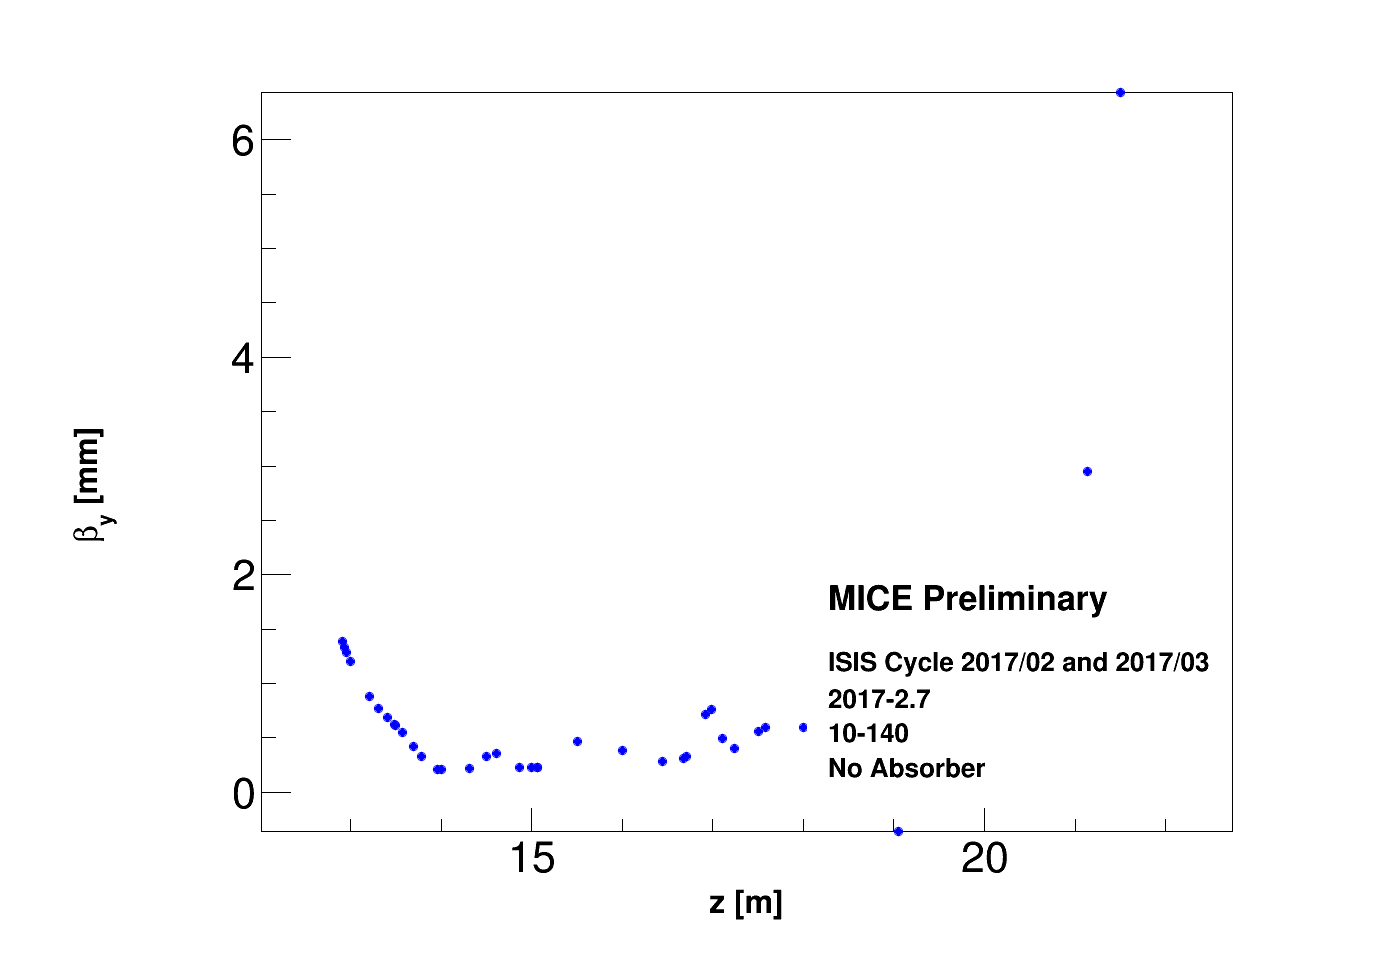 6
4
2
0
β_y [mm]
MICE Preliminary
ISIS Cycle 2017/02 and 2017/03
2017-2.7
10-140
No Absorber
15 20
z [m]